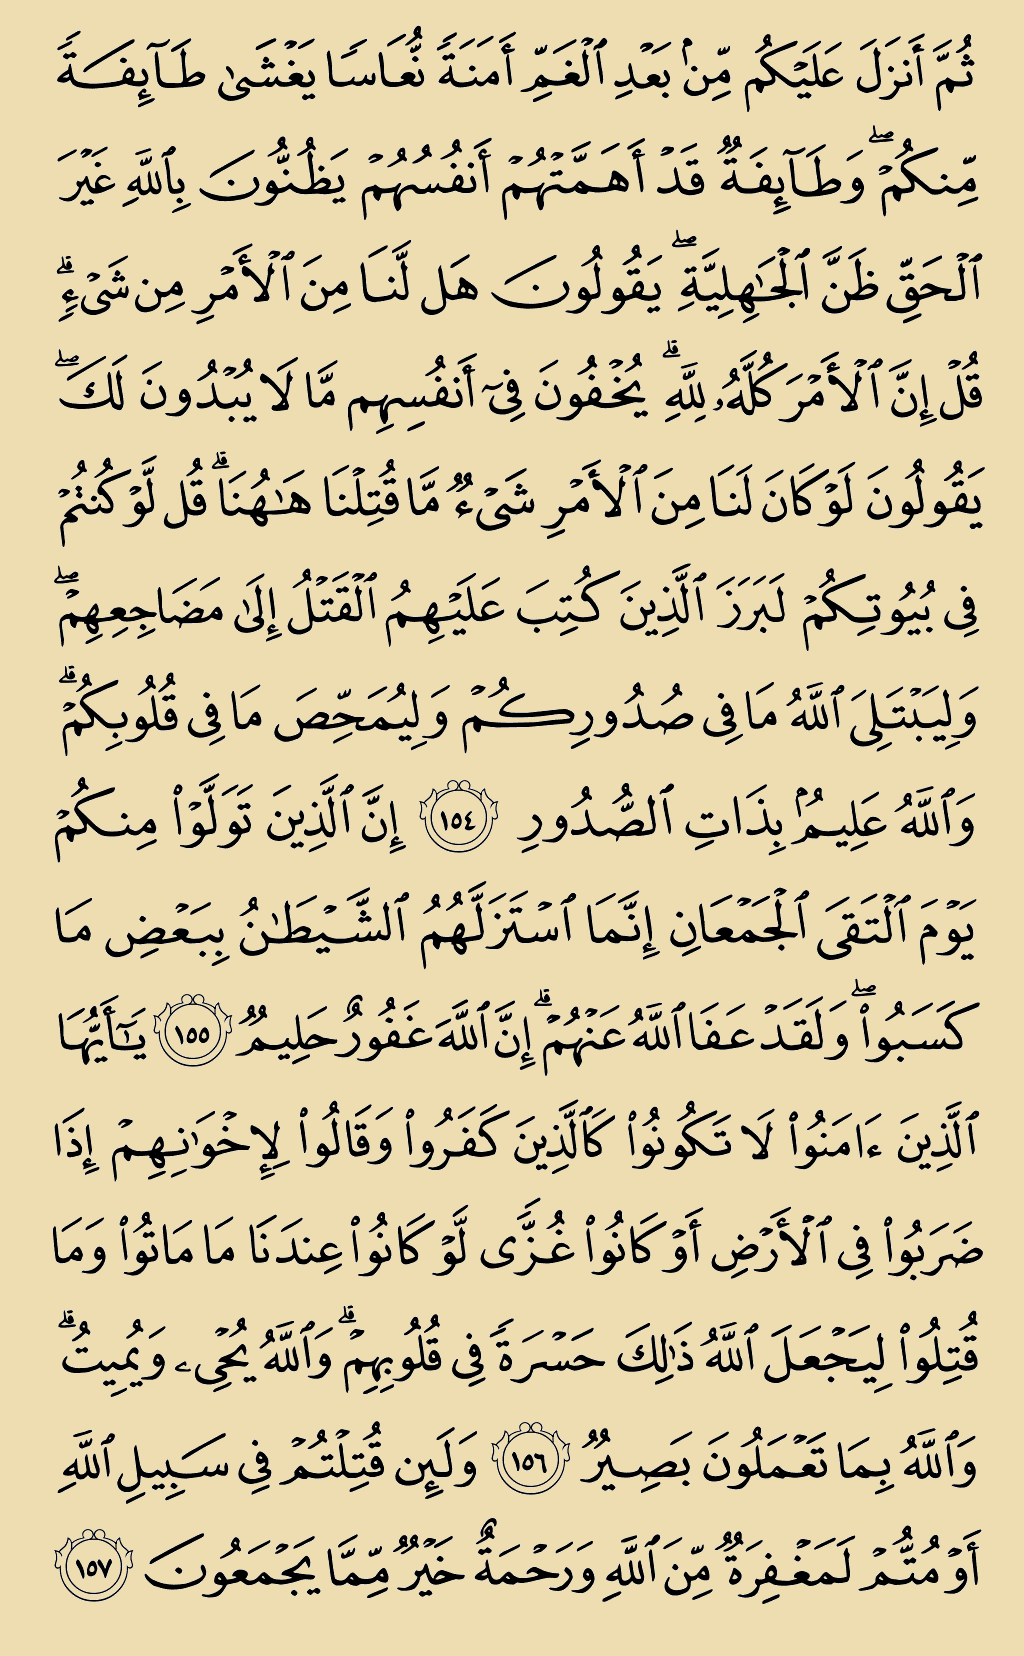 ثُمَّ أَنزَلَ عَلَيْكُم مِّنۢ بَعْدِ ٱلْغَمِّ أَمَنَةً نُّعَاسًا يَغْشَىٰ طَآئِفَةً
مِّنكُمْ ۖ وَطَآئِفَةٌ قَدْ أَهَمَّتْهُمْ أَنفُسُهُمْ يَظُنُّونَ بِٱللَّهِ غَيْرَ
ٱلْحَقِّ ظَنَّ ٱلْجَـٰهِلِيَّةِ ۖ يَقُولُونَ هَل لَّنَا مِنَ ٱلْأَمْرِ مِن شَىْءٍ ۗ
قُلْ إِنَّ ٱلْأَمْرَ كُلَّهُۥ لِلَّهِ ۗ يُخْفُونَ فِىٓ أَنفُسِهِم مَّا لَا يُبْدُونَ لَكَ ۖ
يَقُولُونَ لَوْ كَانَ لَنَا مِنَ ٱلْأَمْرِ شَىْءٌ مَّا قُتِلْنَا هَـٰهُنَا ۗ قُل لَّوْ كُنتُمْ
فِى بُيُوتِكُمْ لَبَرَزَ ٱلَّذِينَ كُتِبَ عَلَيْهِمُ ٱلْقَتْلُ إِلَىٰ مَضَاجِعِهِمْ ۖ
وَلِيَبْتَلِىَ ٱللَّهُ مَا فِى صُدُورِكُمْ وَلِيُمَحِّصَ مَا فِى قُلُوبِكُمْ ۗ
وَٱللَّهُ عَلِيمٌۢ بِذَاتِ ٱلصُّدُورِ ١٥٤ إِنَّ ٱلَّذِينَ تَوَلَّوْا۟ مِنكُمْ
يَوْمَ ٱلْتَقَى ٱلْجَمْعَانِ إِنَّمَا ٱسْتَزَلَّهُمُ ٱلشَّيْطَـٰنُ بِبَعْضِ مَا
كَسَبُوا۟ ۖ وَلَقَدْ عَفَا ٱللَّهُ عَنْهُمْ ۗ إِنَّ ٱللَّهَ غَفُورٌ حَلِيمٌ ١٥٥ يَـٰٓأَيُّهَا
ٱلَّذِينَ ءَامَنُوا۟ لَا تَكُونُوا۟ كَٱلَّذِينَ كَفَرُوا۟ وَقَالُوا۟ لِإِخْوَٰنِهِمْ إِذَا
ضَرَبُوا۟ فِى ٱلْأَرْضِ أَوْ كَانُوا۟ غُزًّى لَّوْ كَانُوا۟ عِندَنَا مَا مَاتُوا۟ وَمَا
قُتِلُوا۟ لِيَجْعَلَ ٱللَّهُ ذَٰلِكَ حَسْرَةً فِى قُلُوبِهِمْ ۗ وَٱللَّهُ يُحْىِۦ وَيُمِيتُ ۗ
وَٱللَّهُ بِمَا تَعْمَلُونَ بَصِيرٌ ١٥٦ وَلَئِن قُتِلْتُمْ فِى سَبِيلِ ٱللَّهِ
أَوْ مُتُّمْ لَمَغْفِرَةٌ مِّنَ ٱللَّهِ وَرَحْمَةٌ خَيْرٌ مِّمَّا يَجْمَعُونَ ١٥٧